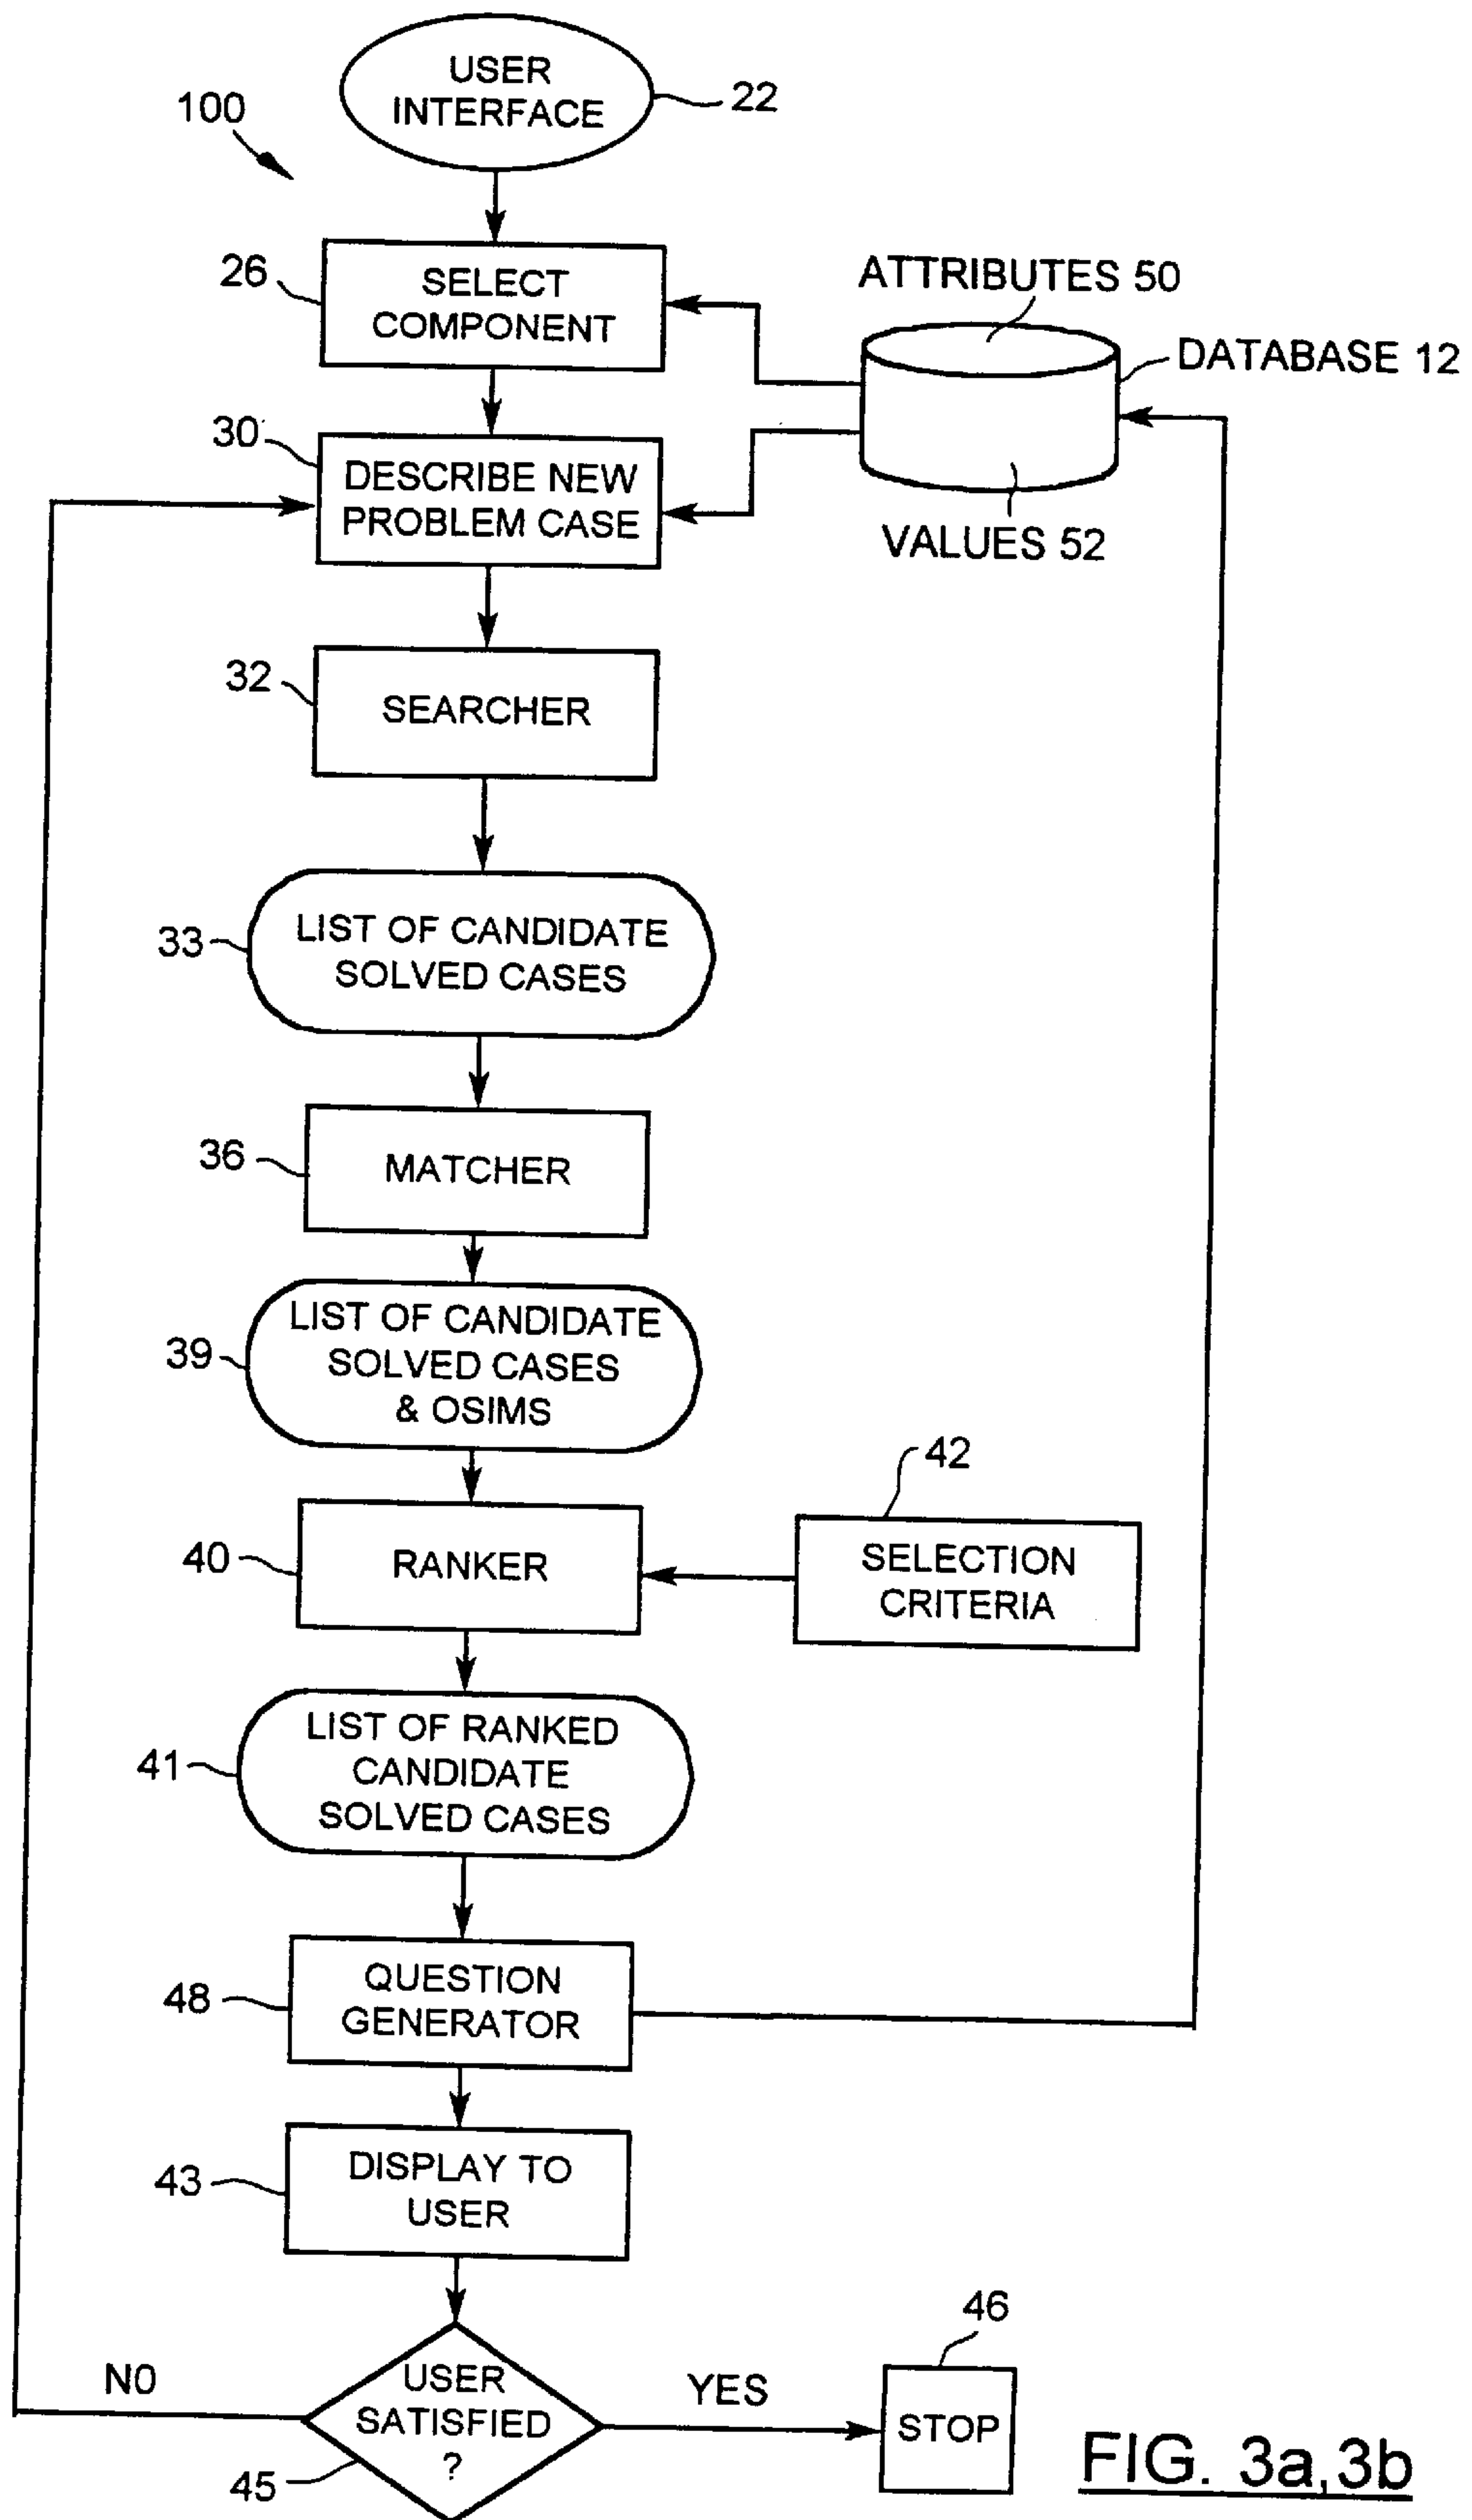 USER
INTERFACE
22
100
26
SELECT
COMPONENT
ATTRIBUTES 50
DATABASE 12
30
DESCRIBE NEW
PROBLEM CASE
VALUES 52
32
SEARCHER
33
LIST OF CANDIDATE
SOLVED CASES
36
MATCHER
39
LIST OF CANDIDATE
SOLVED CASES
& OSIMS
42
40
RANKER
SELECTION
CRITERIA
41
LIST OF RANKED
CANDIDATE
SOLVED CASES
48
QUESTION
GENERATOR
43
DISPLAY TO
USER
46
NO
USER
SATISFIED
?
YES
STOP
45
FIG. 3a,3b